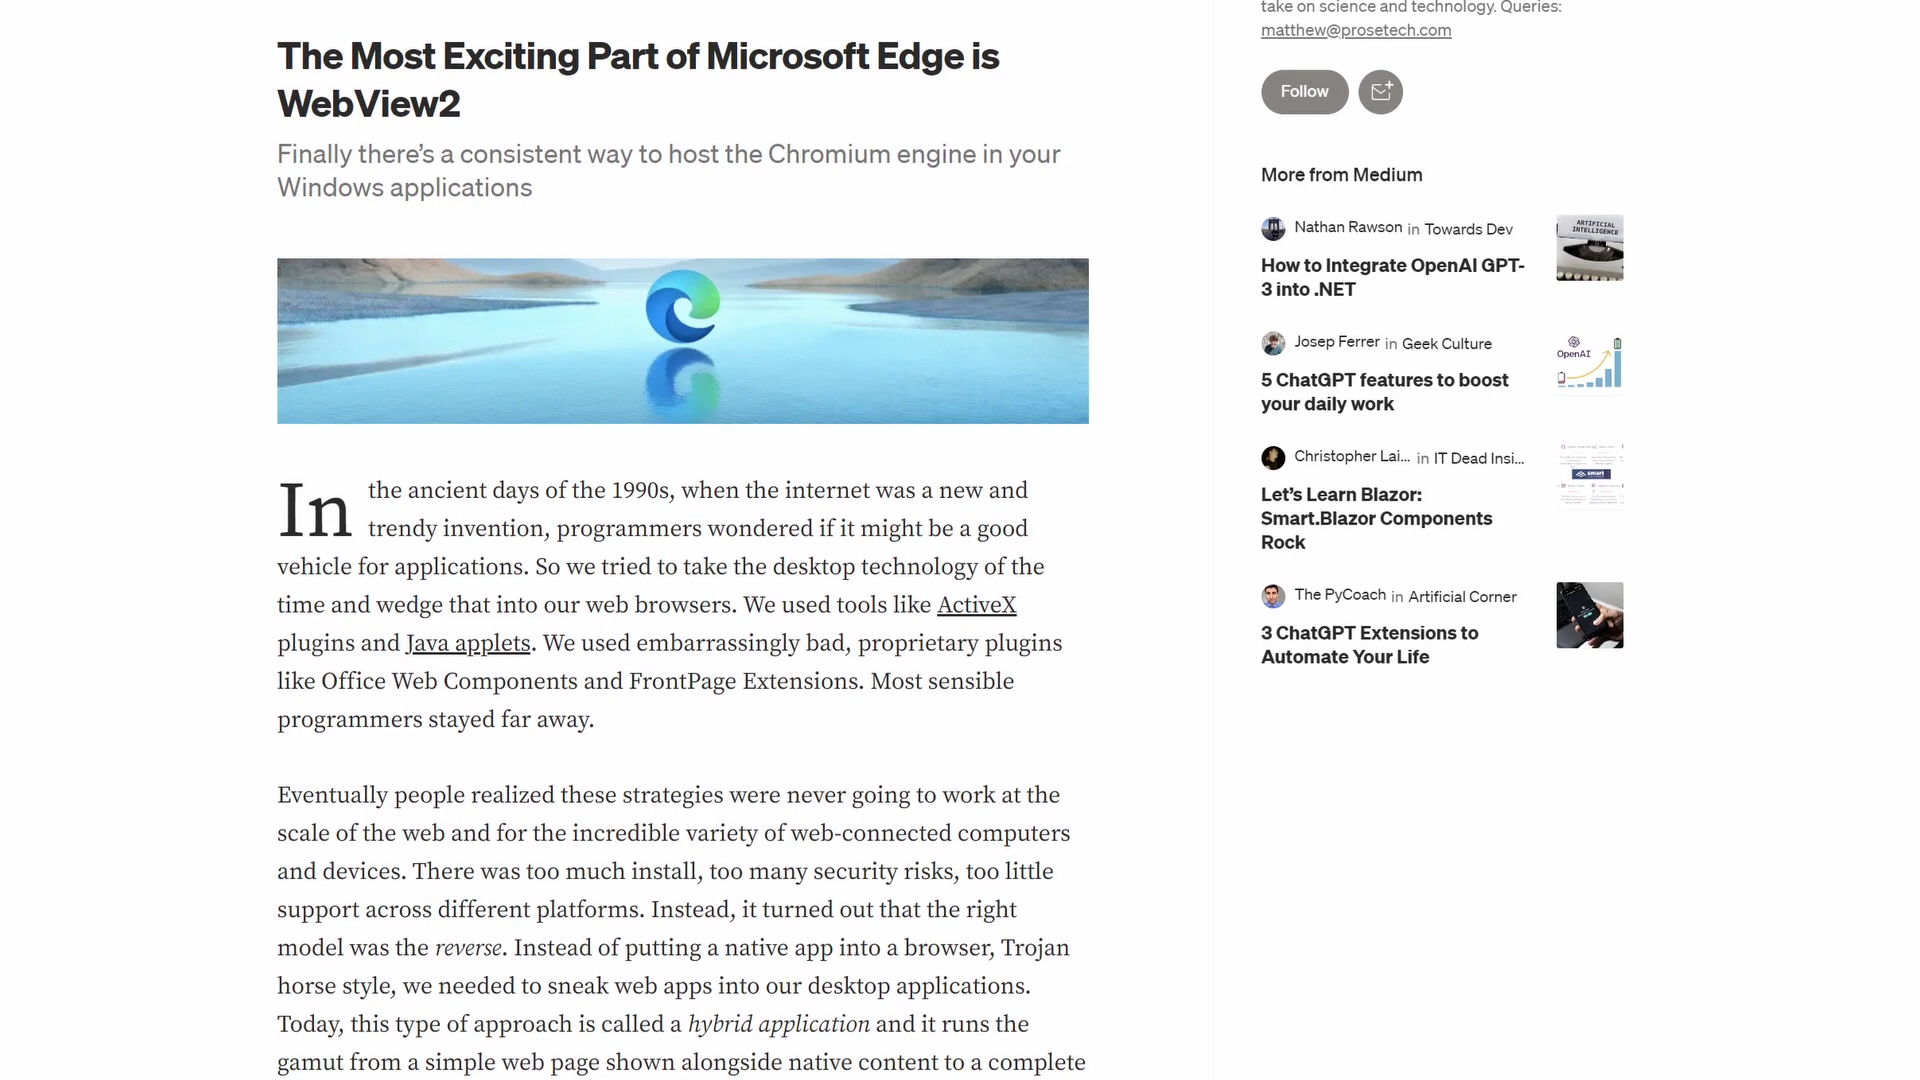 The Most Exciting Part of Microsoft Edge is
WebView2
Finally there’s a consistent way to host the Chromium engine in your
Windows applications
In the ancient days of the 1990s, when the internet was a new and
trendy invention, programmers wondered if it might be a good
vehicle for applications. So we tried to take the desktop technology of the
time and wedge that into our web browsers. We used tools like ActiveX
plugins and Java applets. We used embarrassingly bad, proprietary plugins
like Office Web Components and FrontPage Extensions. Most sensible
programmers stayed far away.
Eventually people realized these strategies were never going to work at the
scale of the web and for the incredible variety of web-connected computers
and devices. There was too much install, too many security risks, too little
support across different platforms. Instead, it turned out that the right
model was the reverse. Instead of putting a native app into a browser, Trojan
horse style, we needed to sneak web apps into our desktop applications.
Today, this type of approach is called a hybrid application and it runs the
gamut from a simple web page shown alongside native content to a complete
take on science and technology. Queries:
matthew@prosetech.com
Follow
More from Medium
Nathan Rawson in Towards Dev
How to Integrate OpenAI GPT-
3 into .NET
ARTIFICIAL
INTELLIGENCE
Josep Ferrer in Geek Culture
5 ChatGPT features to boost
your daily work
OpenAI
Christopher Lai... in IT Dead Insi...
Let’s Learn Blazor:
Smart.Blazor Components
Rock
smart
The PyCoach in Artificial Corner
3 ChatGPT Extensions to
Automate Your Life